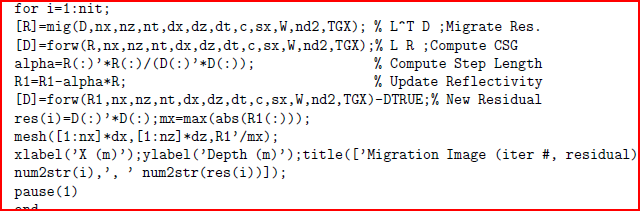 for i=1:nit;
[R]=mig(D,nx,nz,nt,dx,dz,dt,c,sx,W,nd2,TGX); % L^T D ;Migrate Res.
[D]=forw(R,nx,nz,nt,dx,dz,dt,c,sx,W,nd2,TGX);% L R ;Compute CSG
alpha=R(:)'*R(:)/(D(:)'*D(:)); % Compute Step Length
R1=R1-alpha*R; % Update Reflectivity
[D]=forw(R1,nx,nz,nt,dx,dz,dt,c,sx,W,nd2,TGX)-DTRUE;% New Residual
res(i)=D(:)'*D(:);mx=max(abs(R1(:)));
mesh([1:nx]*dx,[1:nz]*dz,R1'/mx);
xlabel('X (m)');ylabel('Depth (m)');title(['Migration Image (iter #, residual)
num2str(i),', ' num2str(res(i))]);
pause(1)
end